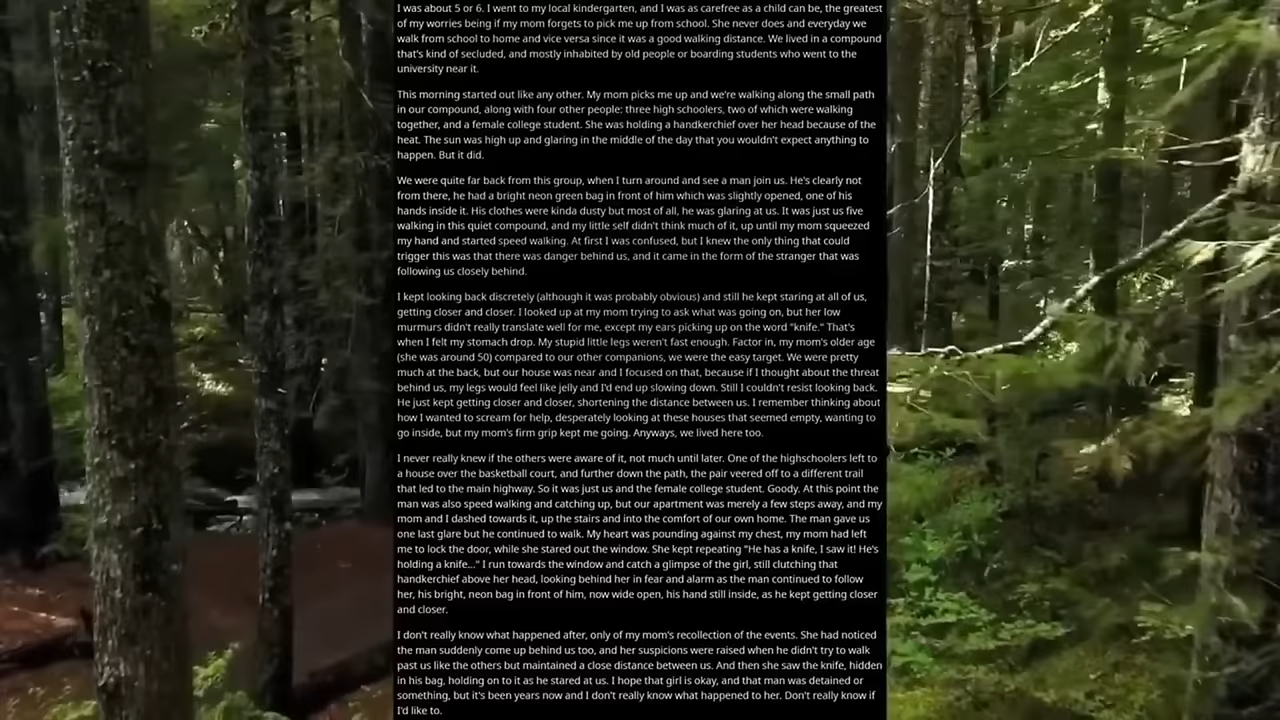 I was about 5 or 6. I went to my local kindergarten, and I was as carefree as a child can be, the greatest
of my worries being if my mom forgets to pick me up from school. She never does and everyday we
walk from school to home and vice versa since it was a good walking distance. We lived in a compound
that's kind of secluded, and mostly inhabited by old people or boarding students who went to the
university near it.
This morning started out like any other. My mom picks me up and we're walking along the small path
in our compound, along with four other people: three high schoolers, two of which were walking
together, and a female college student. She was holding a handkerchief over her head because of the
heat. The sun was high up and glaring in the middle of the day that you wouldn't expect anything to
happen. But it did.
We were quite far back from this group, when I turn around and see a man join us. He's clearly not
from there, he had a bright neon green bag in front of him which was slightly opened, one of his
hands inside it. His clothes were kinda dusty but most of all, he was glaring at us. It was just us five
walking in this quiet compound, and my little self didn't think much of it, up until my mom squeezed
my hand and started speed walking. At first I was confused, but I knew the only thing that could
trigger this was that there was danger behind us, and it came in the form of the stranger that was
following us closely behind.
I kept looking back discretely (although it was probably obvious) and still he kept staring at all of us,
getting closer and closer. I looked up at my mom trying to ask what was going on, but her low
murmurs didn't really translate well for me, except my ears picking up on the word "knife." That's
when I felt my stomach drop. My stupid little legs weren't fast enough. Factor in, my mom's older age
(she was around 50) compared to our other companions, we were the easy target. We were pretty
much at the back, but our house was near and I focused on that, because if I thought about the threat
behind us, my legs would feel like jelly and I'd end up slowing down. Still I couldn't resist looking back.
He just kept getting closer and closer, shortening the distance between us. I remember thinking about
how I wanted to scream for help, desperately looking at these houses that seemed empty, wanting to
go inside, but my mom's firm grip kept me going. Anyways, we lived here too.
I never really knew if the others were aware of it, not much until later. One of the highschoolers left to
a house over the basketball court, and further down the path, the pair veered off to a different trail
that led to the main highway. So it was just us and the female college student. Goody. At this point the
man was also speed walking and catching up, but our apartment was merely a few steps away, and my
mom and I dashed towards it, up the stairs and into the comfort of our own home. The man gave us
one last glare but he continued to walk. My heart was pounding against my chest, my mom had left
me to lock the door, while she stared out the window. She kept repeating "He has a knife, I saw it! He's
holding a knife..." I run towards the window and catch a glimpse of the girl, still clutching that
handkerchief above her head, looking behind her in fear and alarm as the man continued to follow
her, his bright, neon bag in front of him, now wide open, his hand still inside, as he kept getting closer
and closer.
I don't really know what happened after, only of my mom's recollection of the events. She had noticed
the man suddenly come up behind us too, and her suspicions were raised when he didn't try to walk
past us like the others but maintained a close distance between us. And then she saw the knife, hidden
in his bag, holding on to it as he stared at us. I hope that girl is okay, and that man was detained or
something, but it's been years now and I don't really know what happened to her. Don't really know if
I'd like to.